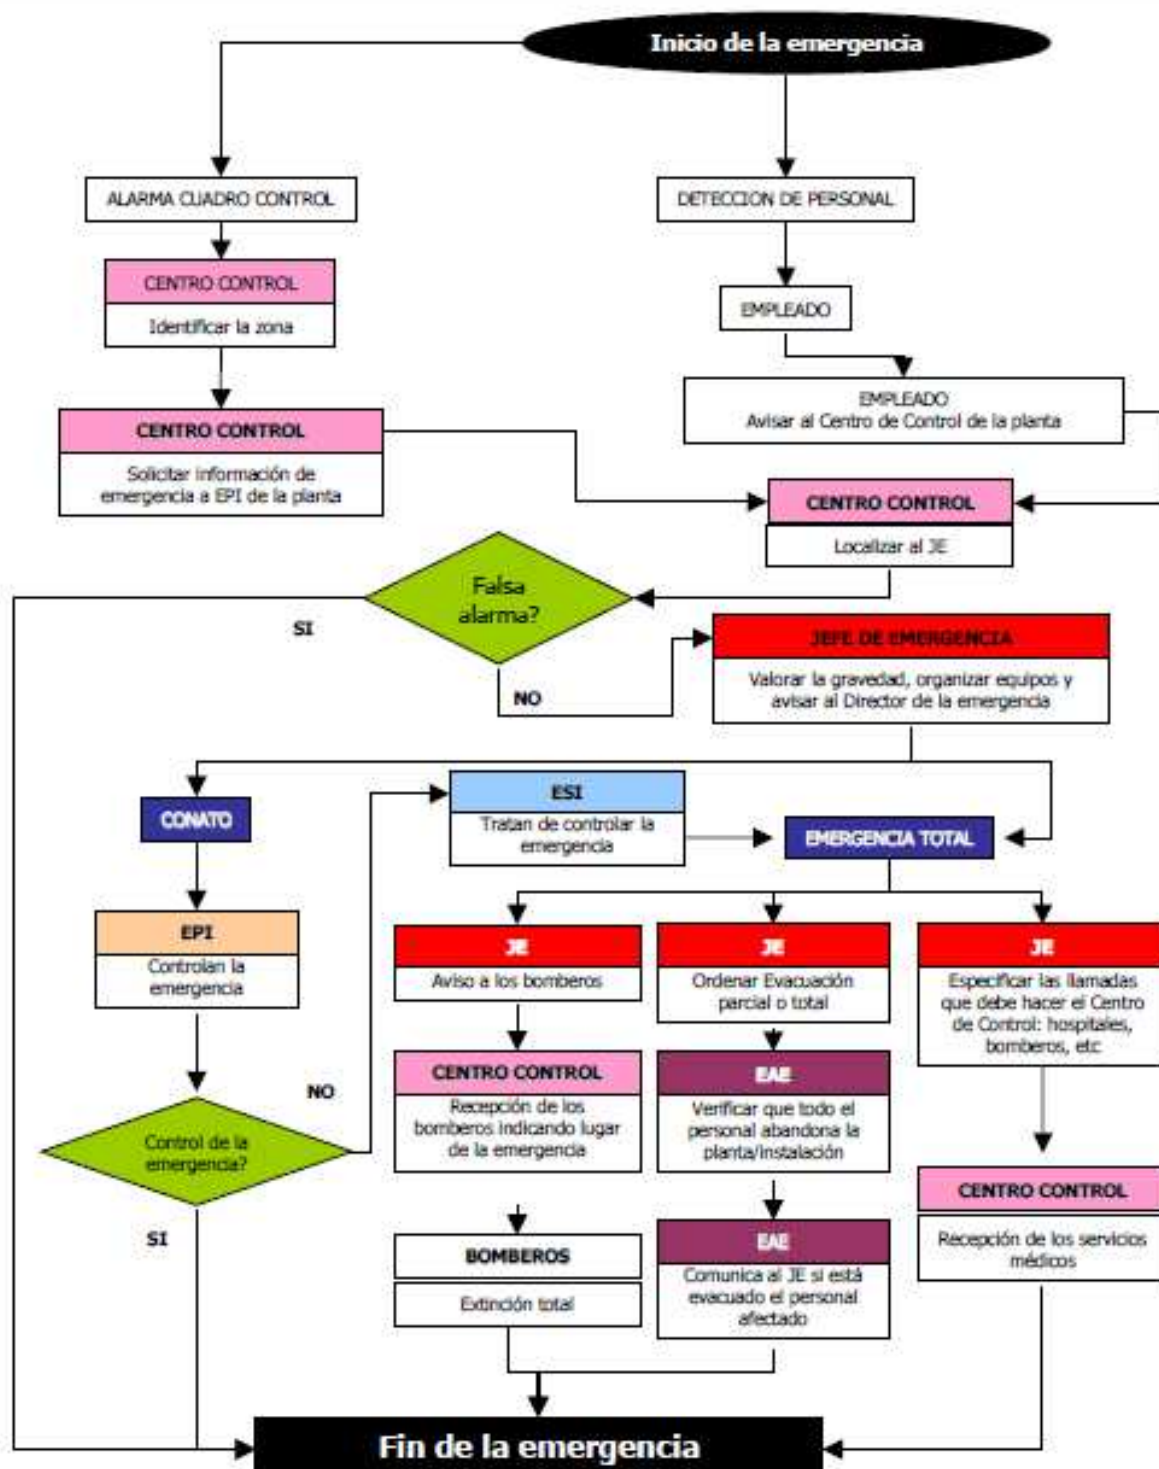 Inicio de la emergencia
ALARMA CUADRO CONTROL
DETECCION DE PERSONAL
CENTRO CONTROL
Identificar la zona
EMPLEADO
EMPLEADO
Avisar al Centro de Control de la planta
CENTRO CONTROL
Solicitar información de
emergencia a EPI de la planta
CENTRO CONTROL
Localizar al JE
Falsa
alarma?
SI
NO
JEFE DE EMERGENCIA
Valorar la gravedad, organizar equipos y
avisar al Director de la emergencia
CONATO
ESI
Tratan de controlar la
emergencia
EMERGENCIA TOTAL
EPI
Controlan la
emergencia
Control de la
emergencia?
NO
SI
JE
Aviso a los bomberos
CENTRO CONTROL
Recepción de los
bomberos indicando lugar
de la emergencia
BOMBEROS
Extinción total
JE
Ordenar Evacuación
parcial o total
EAE
Verificar que todo el
personal abandona la
planta/instalación
EAE
Comunica al JE si está
evacuado el personal
afectado
JE
Especificar las llamadas
que debe hacer el Centro
de Control: hospitales,
bomberos, etc
CENTRO CONTROL
Recepción de los servicios
médicos
Fin de la emergencia